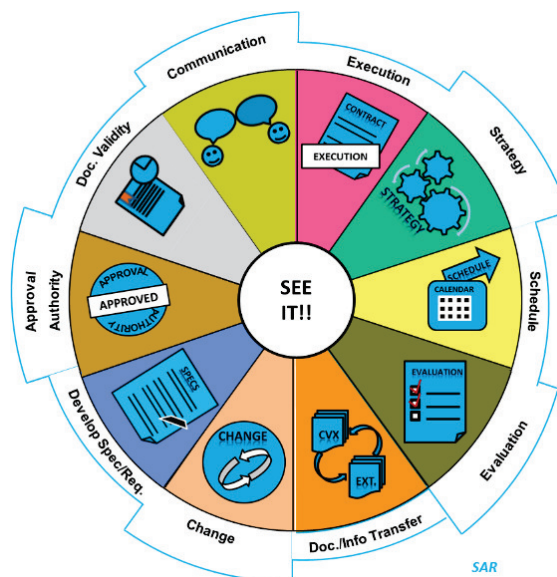 Communication
Execution
Strategy
Schedule
Evaluation
Doc./Info Transfer
Change
Develop Spec/Req.
Approval
Authority
Doc. Validity
CONTRACT
EXECUTION
STRATEGY
SCHEDULE
CALENDAR
EVALUATION
CVX
EXT.
CHANGE
SPECS
APPROVAL
APPROVED
AUTHORITY
SEE
IT!!
SAR